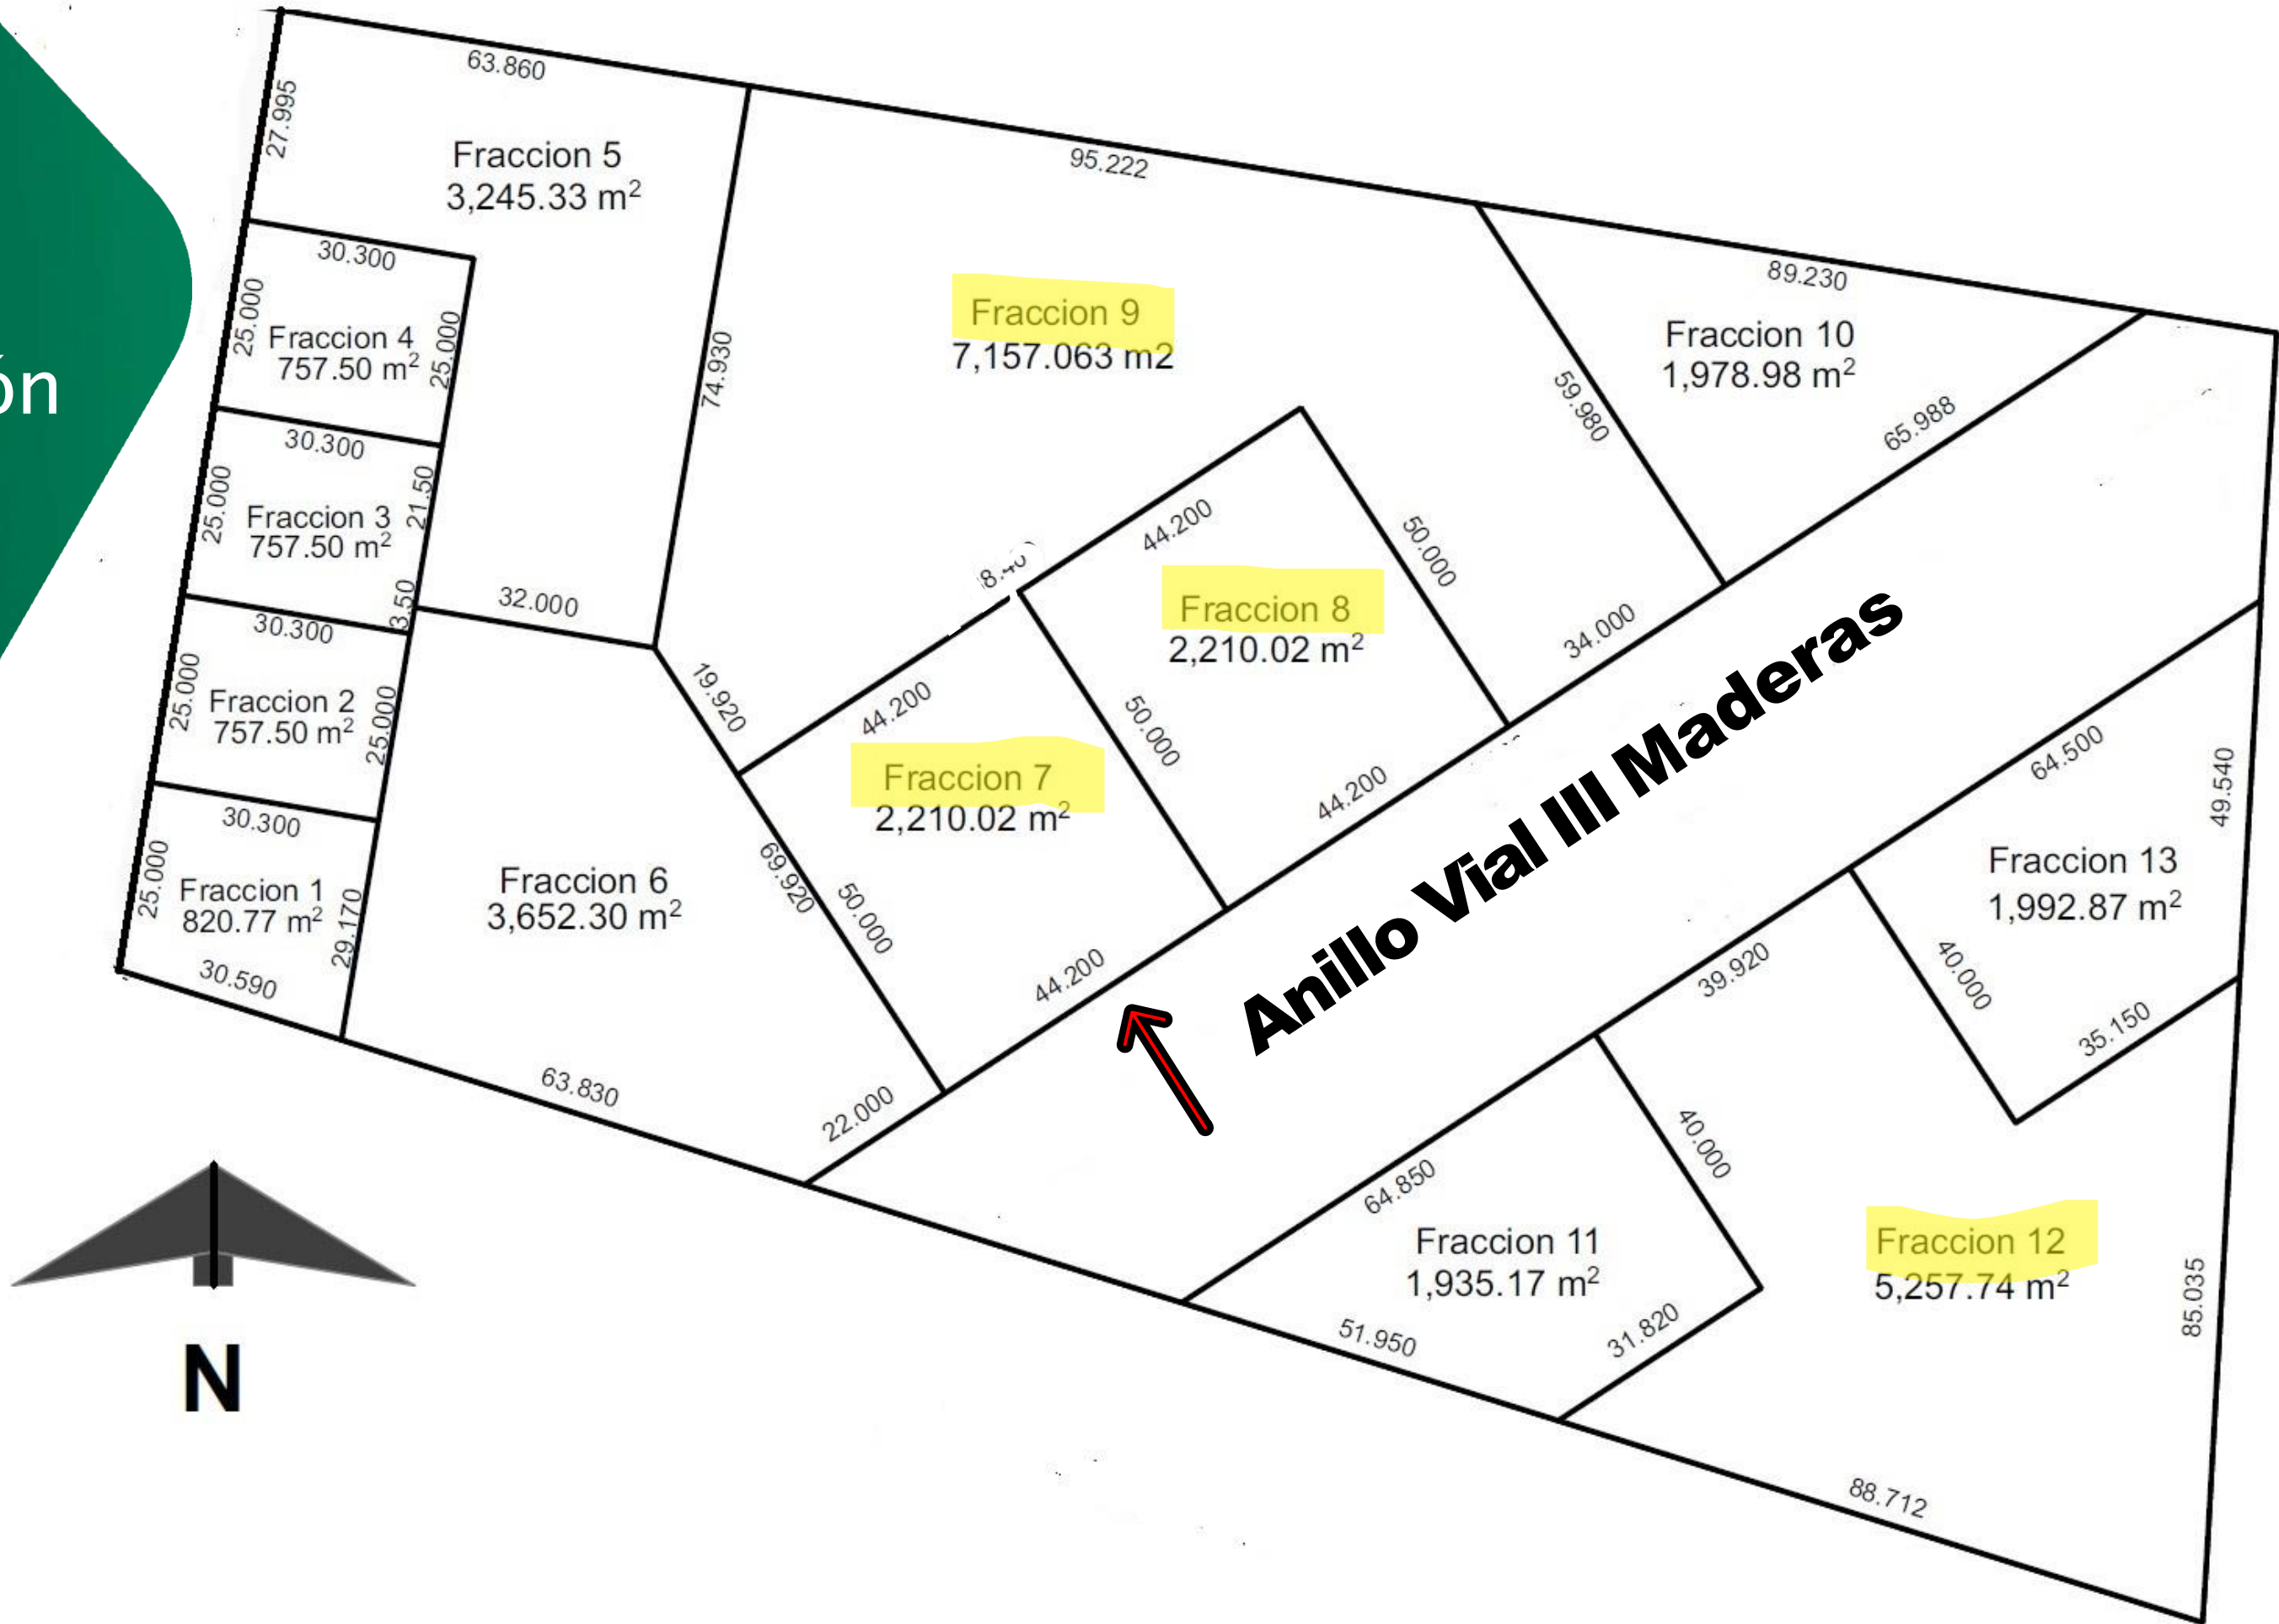 ón
63.860
27.995
Fraccion 5
3,245.33 m²
95.222
30.300
89.230
25.000
Fraccion 4
757.50 m²
25.000
74.930
Fraccion 9
7,157.063 m2
Fraccion 10
1,978.98 m²
59.980
65.988
30.300
25.000
Fraccion 3
757.50 m²
21.50
3.50
32.000
44.200
50.000
Fraccion 8
2,210.02 m²
34.000
30.300
25.000
Fraccion 2
757.50 m²
25.000
19.920
44.200
50.000
44.200
Fraccion 7
2,210.02 m²
Anillo Vial III Maderas
64.500
49.540
30.300
25.000
Fraccion 1
820.77 m²
29.170
30.590
Fraccion 6
3,652.30 m²
69.920
50.000
44.200
Fraccion 13
1,992.87 m²
39.920
40.000
35.150
63.830
22.000
64.850
40.000
Fraccion 11
1,935.17 m²
Fraccion 12
5,257.74 m²
85.035
51.950
31.820
88.712
N